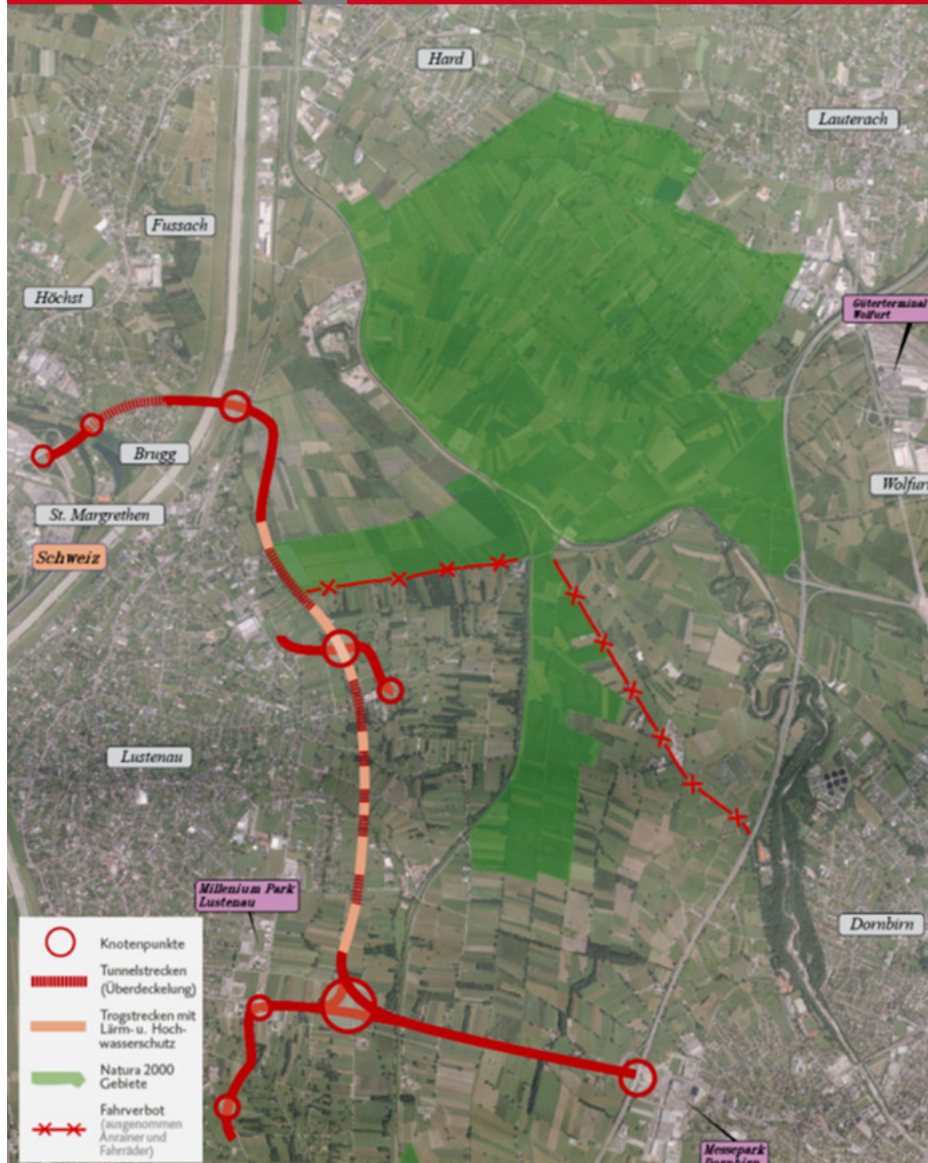 Hard
Lauterach
Fussach
Höchst
Güterterminal
Wolfurt
Brugg
Wolfurt
St. Margrethen
Schweiz
Lustenau
Millenium Park
Lustenau
Dornbirn
Knotenpunkte
Tunnelstrecken
(Überdeckelung)
Trogstrecken mit
Lärm- u. Hoch-
wasserschutz
Natura 2000
Gebiete
Fahrverbot
(ausgenommen
Anrainer und
Fahrräder)
Messepark
Dornbirn